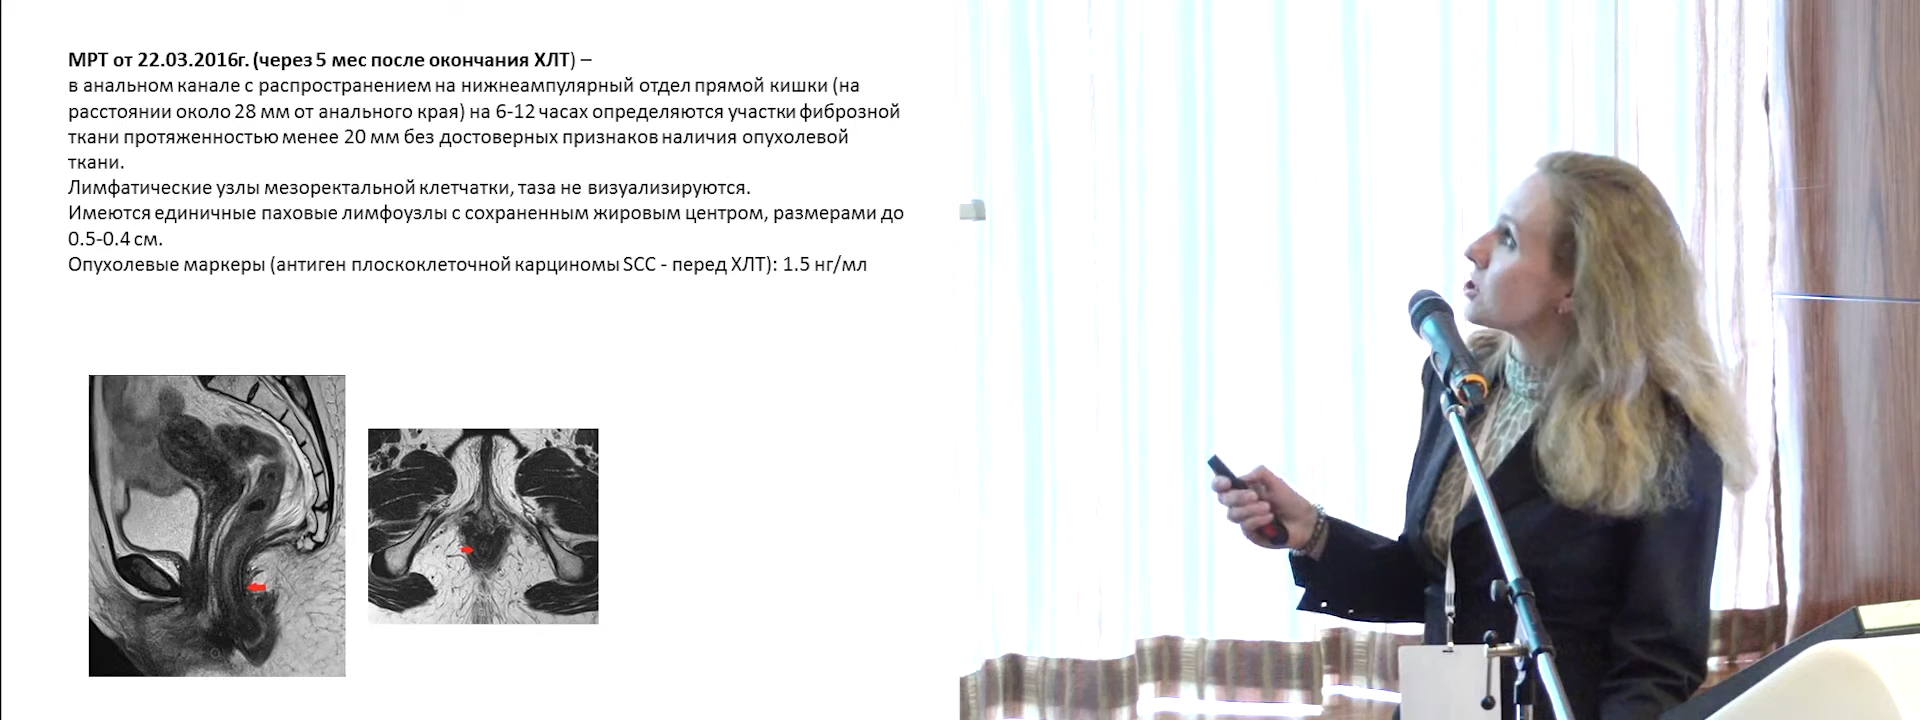 МРТ от 22.03.2016г. (через 5 мес после окончания ХЛТ) –
в анальном канале с распространением на нижнеампулярный отдел прямой кишки (на
расстоянии около 28 мм от анального края) на 6-12 часах определяются участки фиброзной
ткани протяженностью менее 20 мм без достоверных признаков наличия опухолевой
ткани.
Лимфатические узлы мезоректальной клетчатки, таза не визуализируются.
Имеются единичные паховые лимфоузлы с сохраненным жировым центром, размерами до
0.5-0.4 см.
Опухолевые маркеры (антиген плоскоклеточной карциномы SCC - перед ХЛТ): 1.5 нг/мл